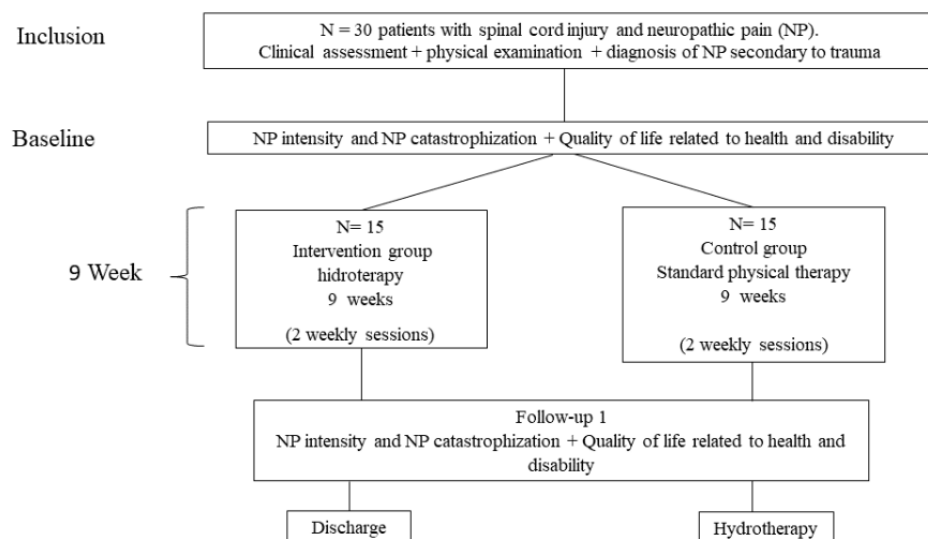 Inclusion
N = 30 patients with spinal cord injury and neuropathic pain (NP).
Clinical assessment + physical examination + diagnosis of NP secondary to trauma
Baseline
NP intensity and NP catastrophization + Quality of life related to health and disability
9 Week
N= 15
Intervention group
hidroterapy
9 weeks
(2 weekly sessions)
N= 15
Control group
Standard physical therapy
9 weeks
(2 weekly sessions)
Follow-up 1
NP intensity and NP catastrophization + Quality of life related to health and
disability
Discharge
Hydrotherapy